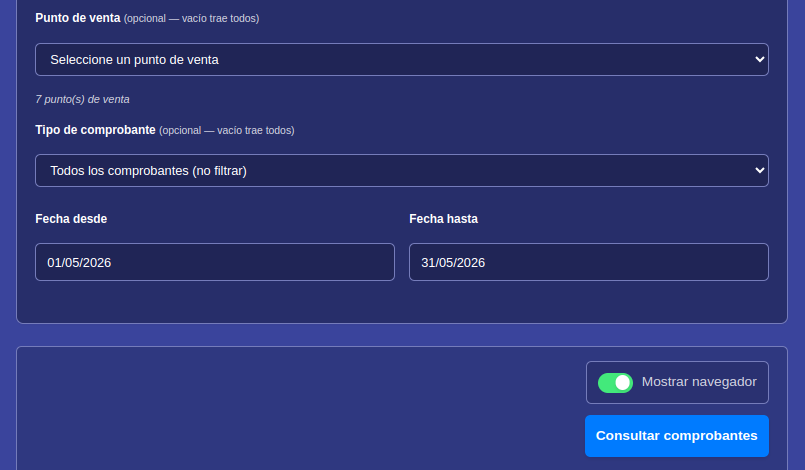 Punto de venta (opcional — vacío trae todos)
Seleccione un punto de venta
7 punto(s) de venta
Tipo de comprobante (opcional — vacío trae todos)
Todos los comprobantes (no filtrar)
Fecha desde
Fecha hasta
01/05/2026
31/05/2026
Mostrar navegador
Consultar comprobantes